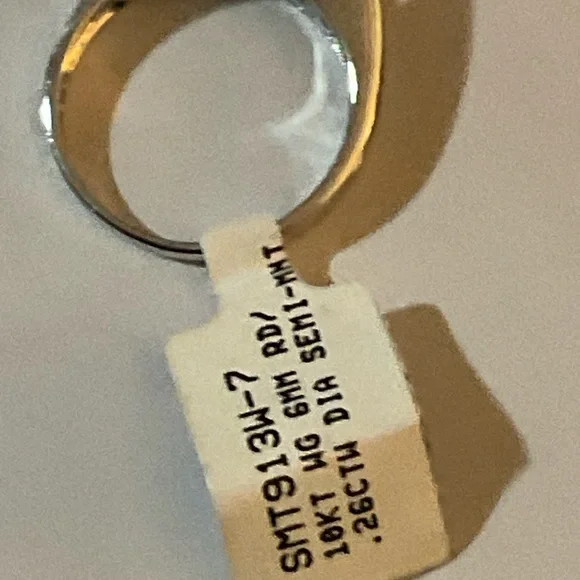 SMT913W-7
10KT WG 6MM RD/
.26CTW DIA SEMI-MNT